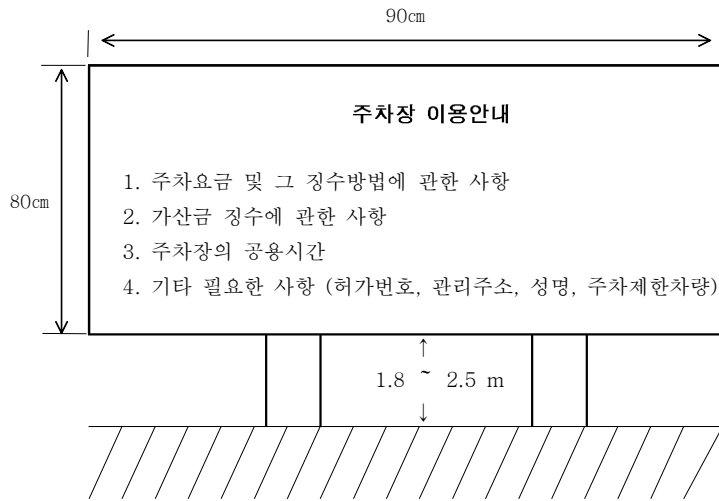 90㎝
주차장 이용안내
1. 주차요금 및 그 징수방법에 관한 사항
80㎝
2. 가산금 징수에 관한 사항
3. 주차장의 공용시간
4. 기타 필요한 사항 (허가번호, 관리주소, 성명, 주차제한차량)
1.8 ~ 2.5 m